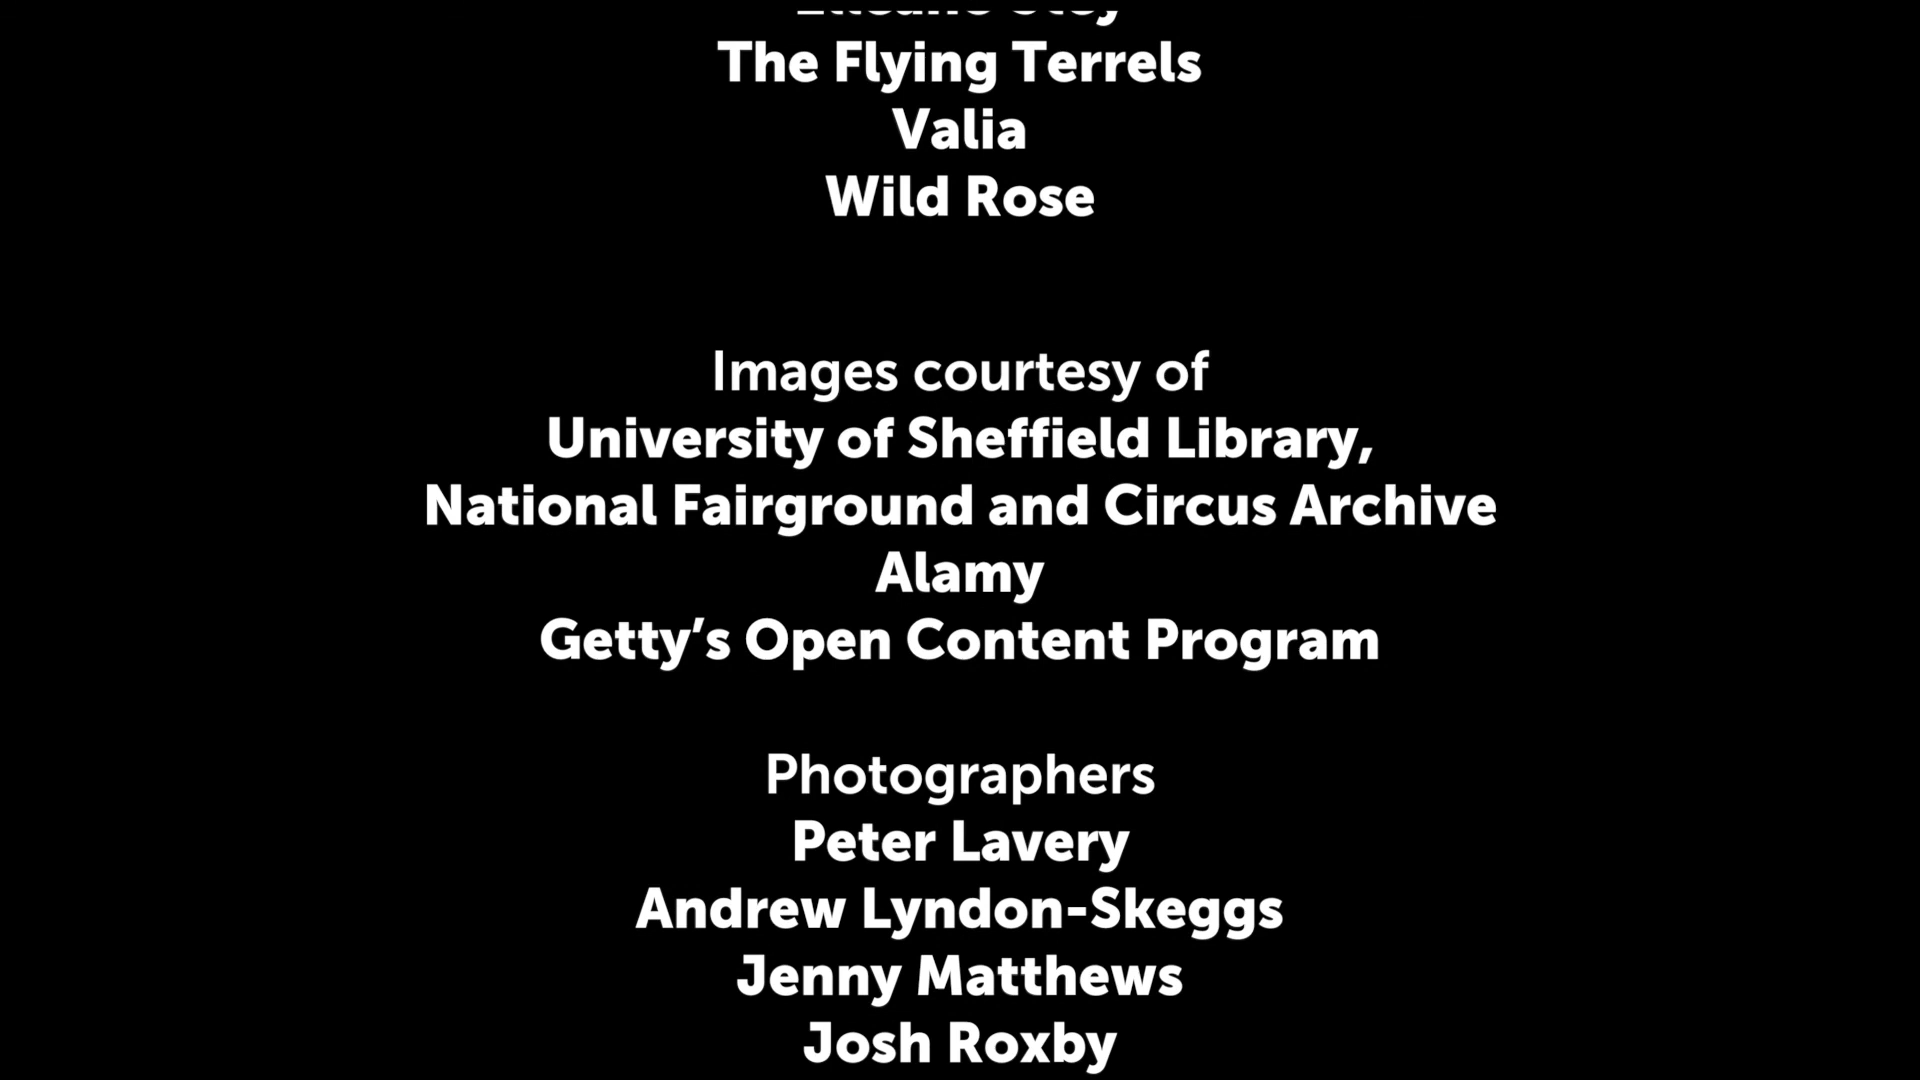 The Flying Terrels
Valia
Wild Rose
Images courtesy of
University of Sheffield Library,
National Fairground and Circus Archive
Alamy
Getty’s Open Content Program
Photographers
Peter Lavery
Andrew Lyndon-Skeggs
Jenny Matthews
Josh Roxby